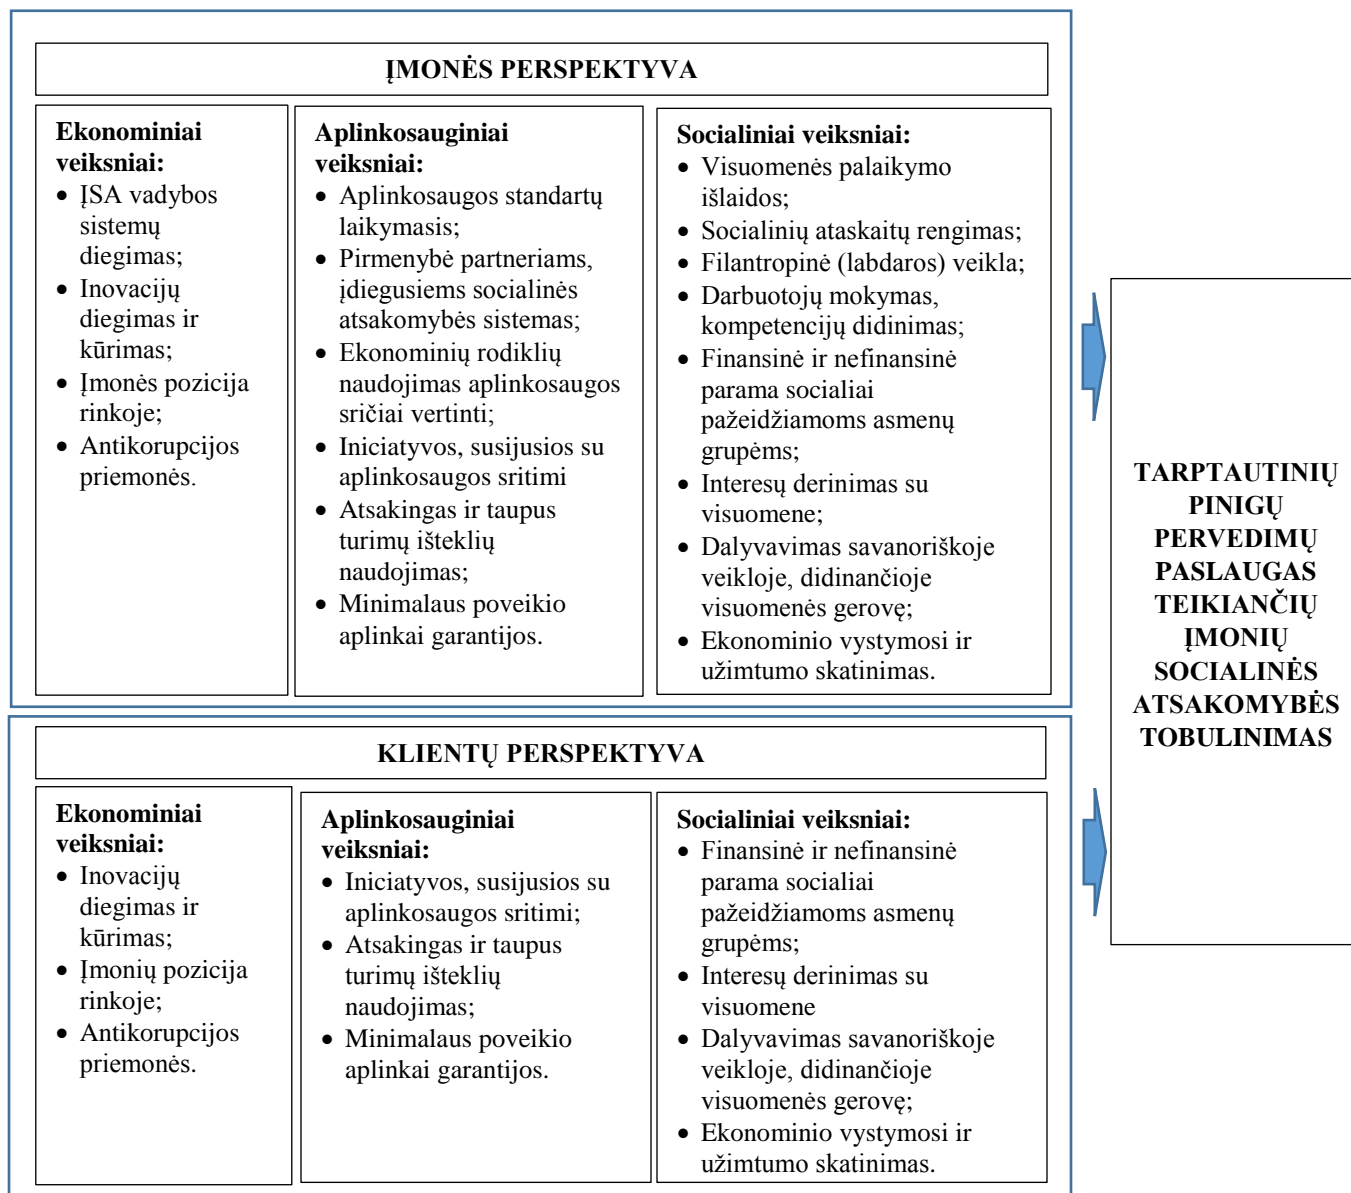 ĮMONĖS PERSPEKTYVA
Ekonominiai
veiksniai:
• ĮSA vadybos
sistemų
diegimas;
• Inovacijų
diegimas ir
kūrimas;
• Įmonės pozicija
rinkoje;
• Antikorupcijos
priemonės.
Aplinkosauginiai
veiksniai:
• Aplinkosaugos standartų
laikymasis;
• Pirmenybė partneriams,
įdiegusiems socialinės
atsakomybės sistemas;
• Ekonominių rodiklių
naudojimas aplinkosaugos
sričiai vertinti;
• Iniciatyvos, susijusios su
aplinkosaugos sritimi
• Atsakingas ir taupus
turimų išteklių
naudojimas;
• Minimalaus poveikio
aplinkai garantijos.
Socialiniai veiksniai:
• Visuomenės palaikymo
išlaidos;
• Socialinių ataskaitų rengimas;
• Filantropinė (labdaros) veikla;
• Darbuotojų mokymas,
kompetencijų didinimas;
• Finansinė ir nefinansinė
parama socialiai
pažeidžiamoms asmenų
grupėms;
• Interesų derinimas su
visuomene;
• Dalyvavimas savanoriškoje
veikloje, didinančioje
visuomenės gerovę;
• Ekonominio vystymosi ir
užimtumo skatinimas.
KLIENTŲ PERSPEKTYVA
Ekonominiai
veiksniai:
• Inovacijų
diegimas ir
kūrimas;
• Įmonių pozicija
rinkoje;
• Antikorupcijos
priemonės.
Aplinkosauginiai
veiksniai:
• Iniciatyvos, susijusios su
aplinkosaugos sritimi;
• Atsakingas ir taupus
turimų išteklių
naudojimas;
• Minimalaus poveikio
aplinkai garantijos.
Socialiniai veiksniai:
• Finansinė ir nefinansinė
parama socialiai
pažeidžiamoms asmenų
grupėms;
• Interesų derinimas su
visuomene
• Dalyvavimas savanoriškoje
veikloje, didinančioje
visuomenės gerovę;
• Ekonominio vystymosi ir
užimtumo skatinimas.
TARPTAUTINIŲ
PINIGŲ
PERVEDIMŲ
PASLAUGAS
TEIKIANČIŲ
ĮMONIŲ
SOCIALINĖS
ATSAKOMYBĖS
TOBULINIMAS